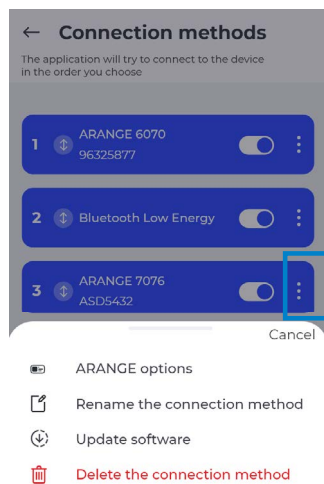 Connection methods
The application will try to connect to the device
in the order you choose
1 ARANGE 6070
96325877
2 Bluetooth Low Energy
3 ARANGE 7076
ASD5432
Cancel
ARANGE options
Rename the connection method
Update software
Delete the connection method